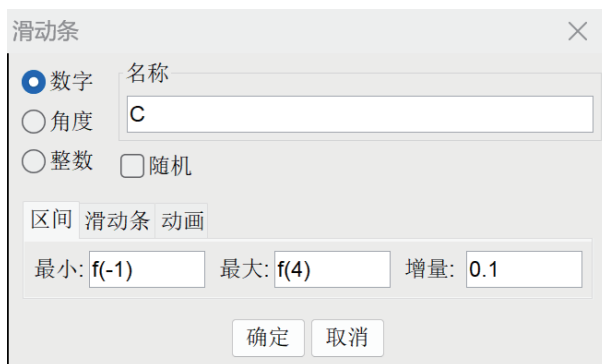 滑动条
数字
名称
C
角度
整数
随机
区间 滑动条 动画
最小: f(-1) 最大: f(4) 增量: 0.1
确定 取消